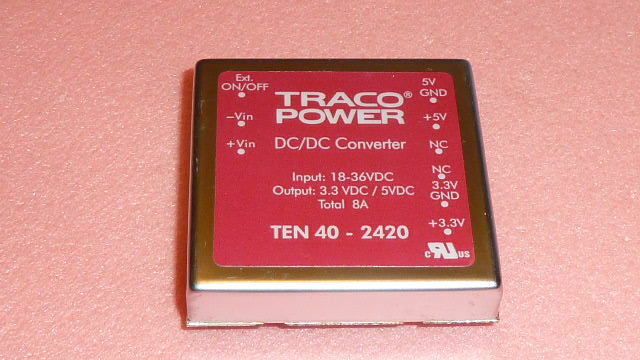 Ext.
ON/OFF
–Vin
+Vin
TRACO®
POWER
DC/DC Converter
Input: 18-36VDC
Output: 3.3 VDC / 5VDC
Total 8A
TEN 40 - 2420
5V
GND
+5V
NC
NC
3.3V
GND
+3.3V
c RU US